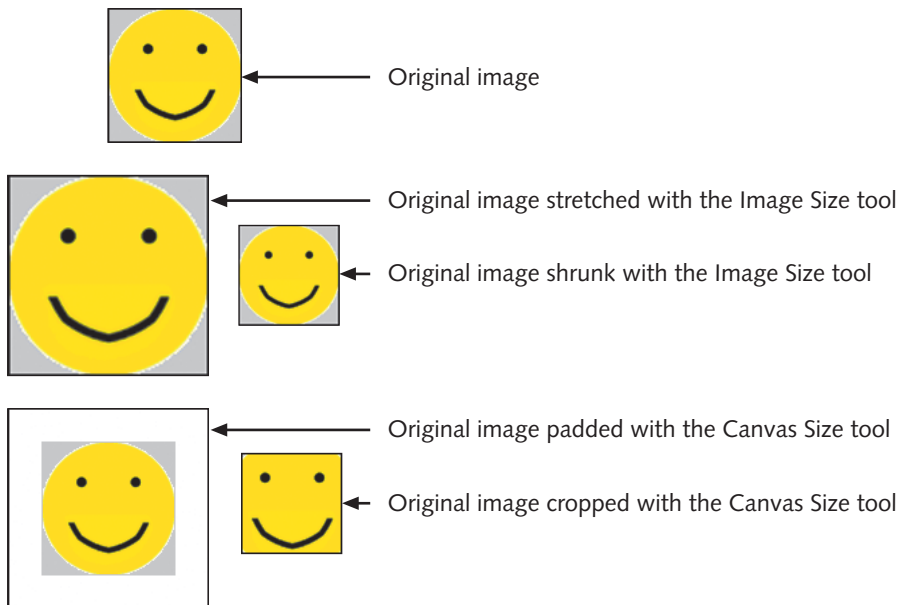 Original image
Original image stretched with the Image Size tool
Original image shrunk with the Image Size tool
Original image padded with the Canvas Size tool
Original image cropped with the Canvas Size tool